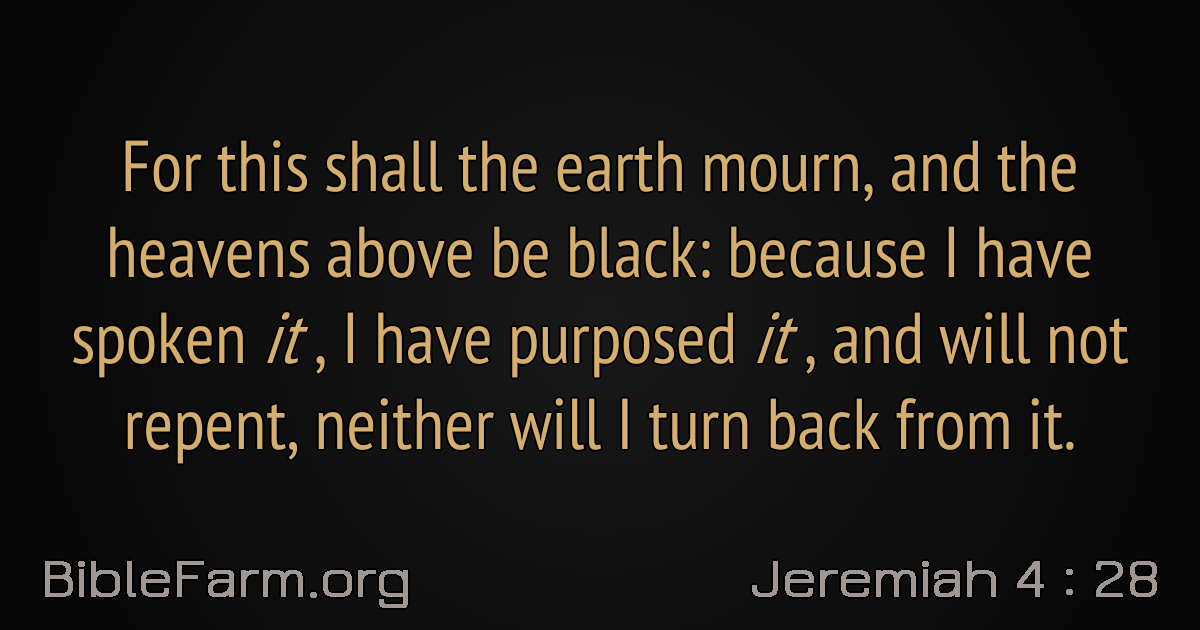 For this shall the earth mourn, and the
heavens above be black: because I have
spoken it , I have purposed it , and will not
repent, neither will I turn back from it.
BibleFarm.org
Jeremiah 4 : 28